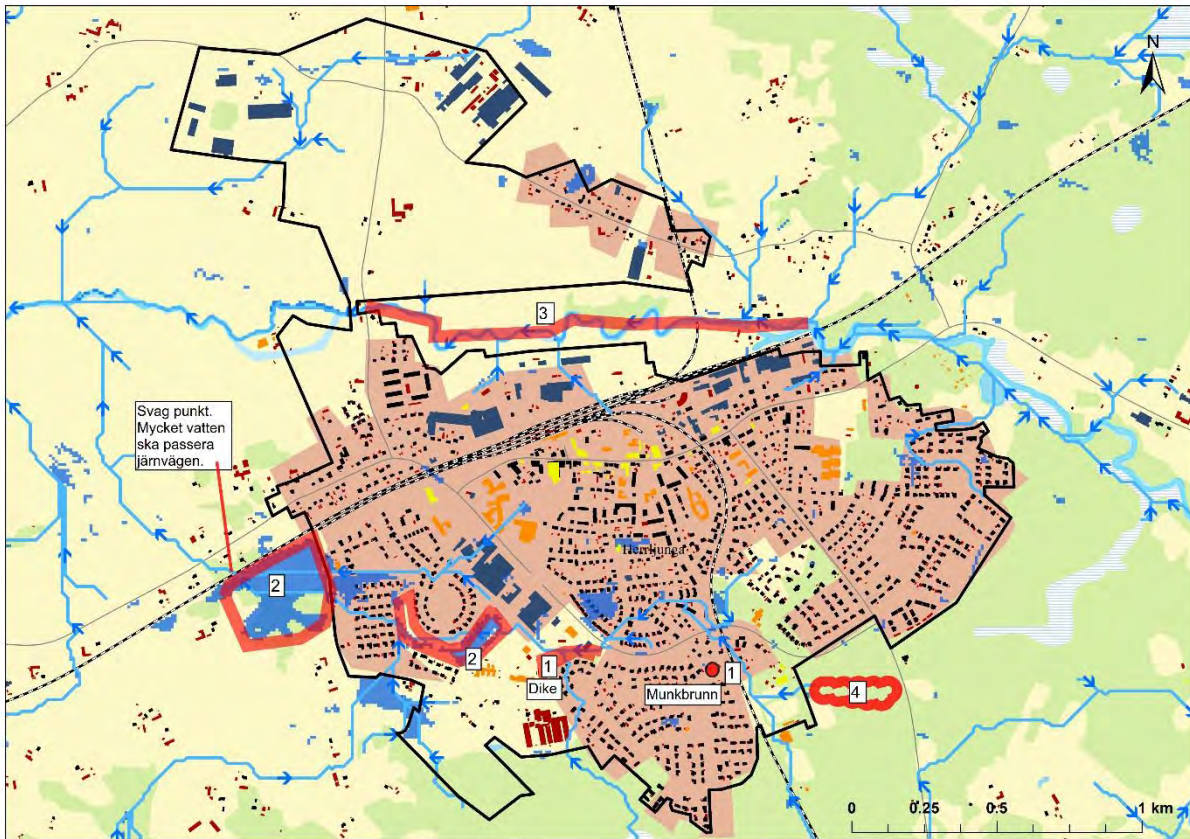 N
3
Svag punkt.
Mycket vatten
ska passera
järnvägen.
Herrljunga
2
2
1
Dike
1
Munkbrunn
4
0 0.25 0.5 1 km